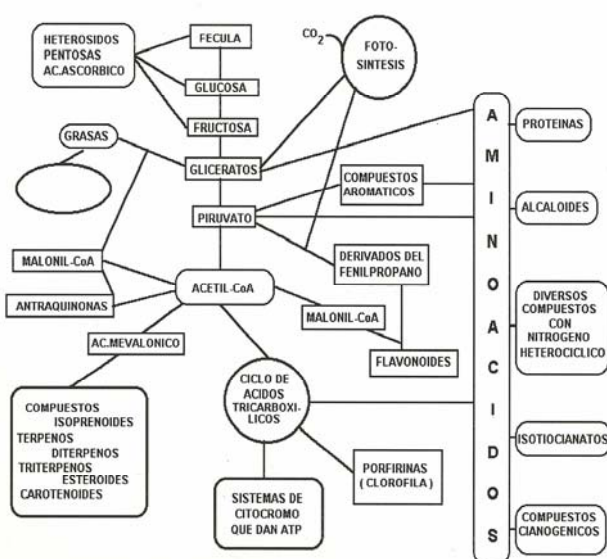 HETEROSIDOS
PENTOSAS
AC.ASCORBICO
FECULA
GLUCOSA
FRUCTOSA
CO2
FOTO-
SINTESIS
GRASAS
GLICERATOS
COMPUESTOS
AROMATICOS
PIRUVATO
MALONIL-CoA
DERIVADOS DEL
FENILPROPANO
ANTRAQUINONAS
ACETIL-CoA
MALONIL-CoA
AC.MEVALONICO
FLAVONOIDES
CICLO DE
ACIDOS
TRICARBOXI-
LICOS
COMPUESTOS
ISOPRENOIDES
TERPENOS
DITERPENOS
TRITERPENOS
ESTEROIDES
CAROTENOIDES
SISTEMAS DE
CITOCROMO
QUE DAN ATP
PORFIRINAS
( CLOROFILA )
A
M
I
N
O
A
C
I
D
O
S
PROTEINAS
ALCALOIDES
DIVERSOS
COMPUESTOS
CON
NITROGENO
HETEROCICLICO
ISOTIOCIANATOS
COMPUESTOS
CIANOGENICOS